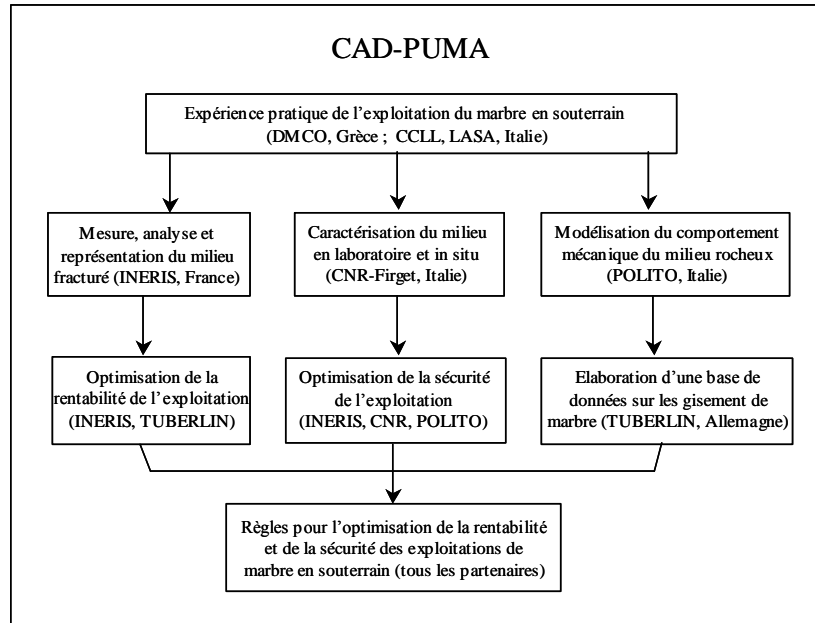 CAD-PUMA
Expérience pratique de l'exploitation du marbre en souterrain
(DMCO, Grèce ; CCLL, LASA, Italie)
Mesure, analyse et
représentation du milieu
fracturé (INERIS, France)
Caractérisation du milieu
en laboratoire et in situ
(CNR-Firget, Italie)
Modélisation du comportement
mécanique du milieu rocheux
(POLITO, Italie)
Optimisation de la
rentabilité de l'exploitation
(INERIS, TUBERLIN)
Optimisation de la sécurité
de l'exploitation
(INERIS, CNR, POLITO)
Elaboration d'une base de
données sur les gisement de
marbre (TUBERLIN, Allemagne)
Règles pour l'optimisation de la rentabilité
et de la sécurité des exploitations de
marbre en souterrain (tous les partenaires)